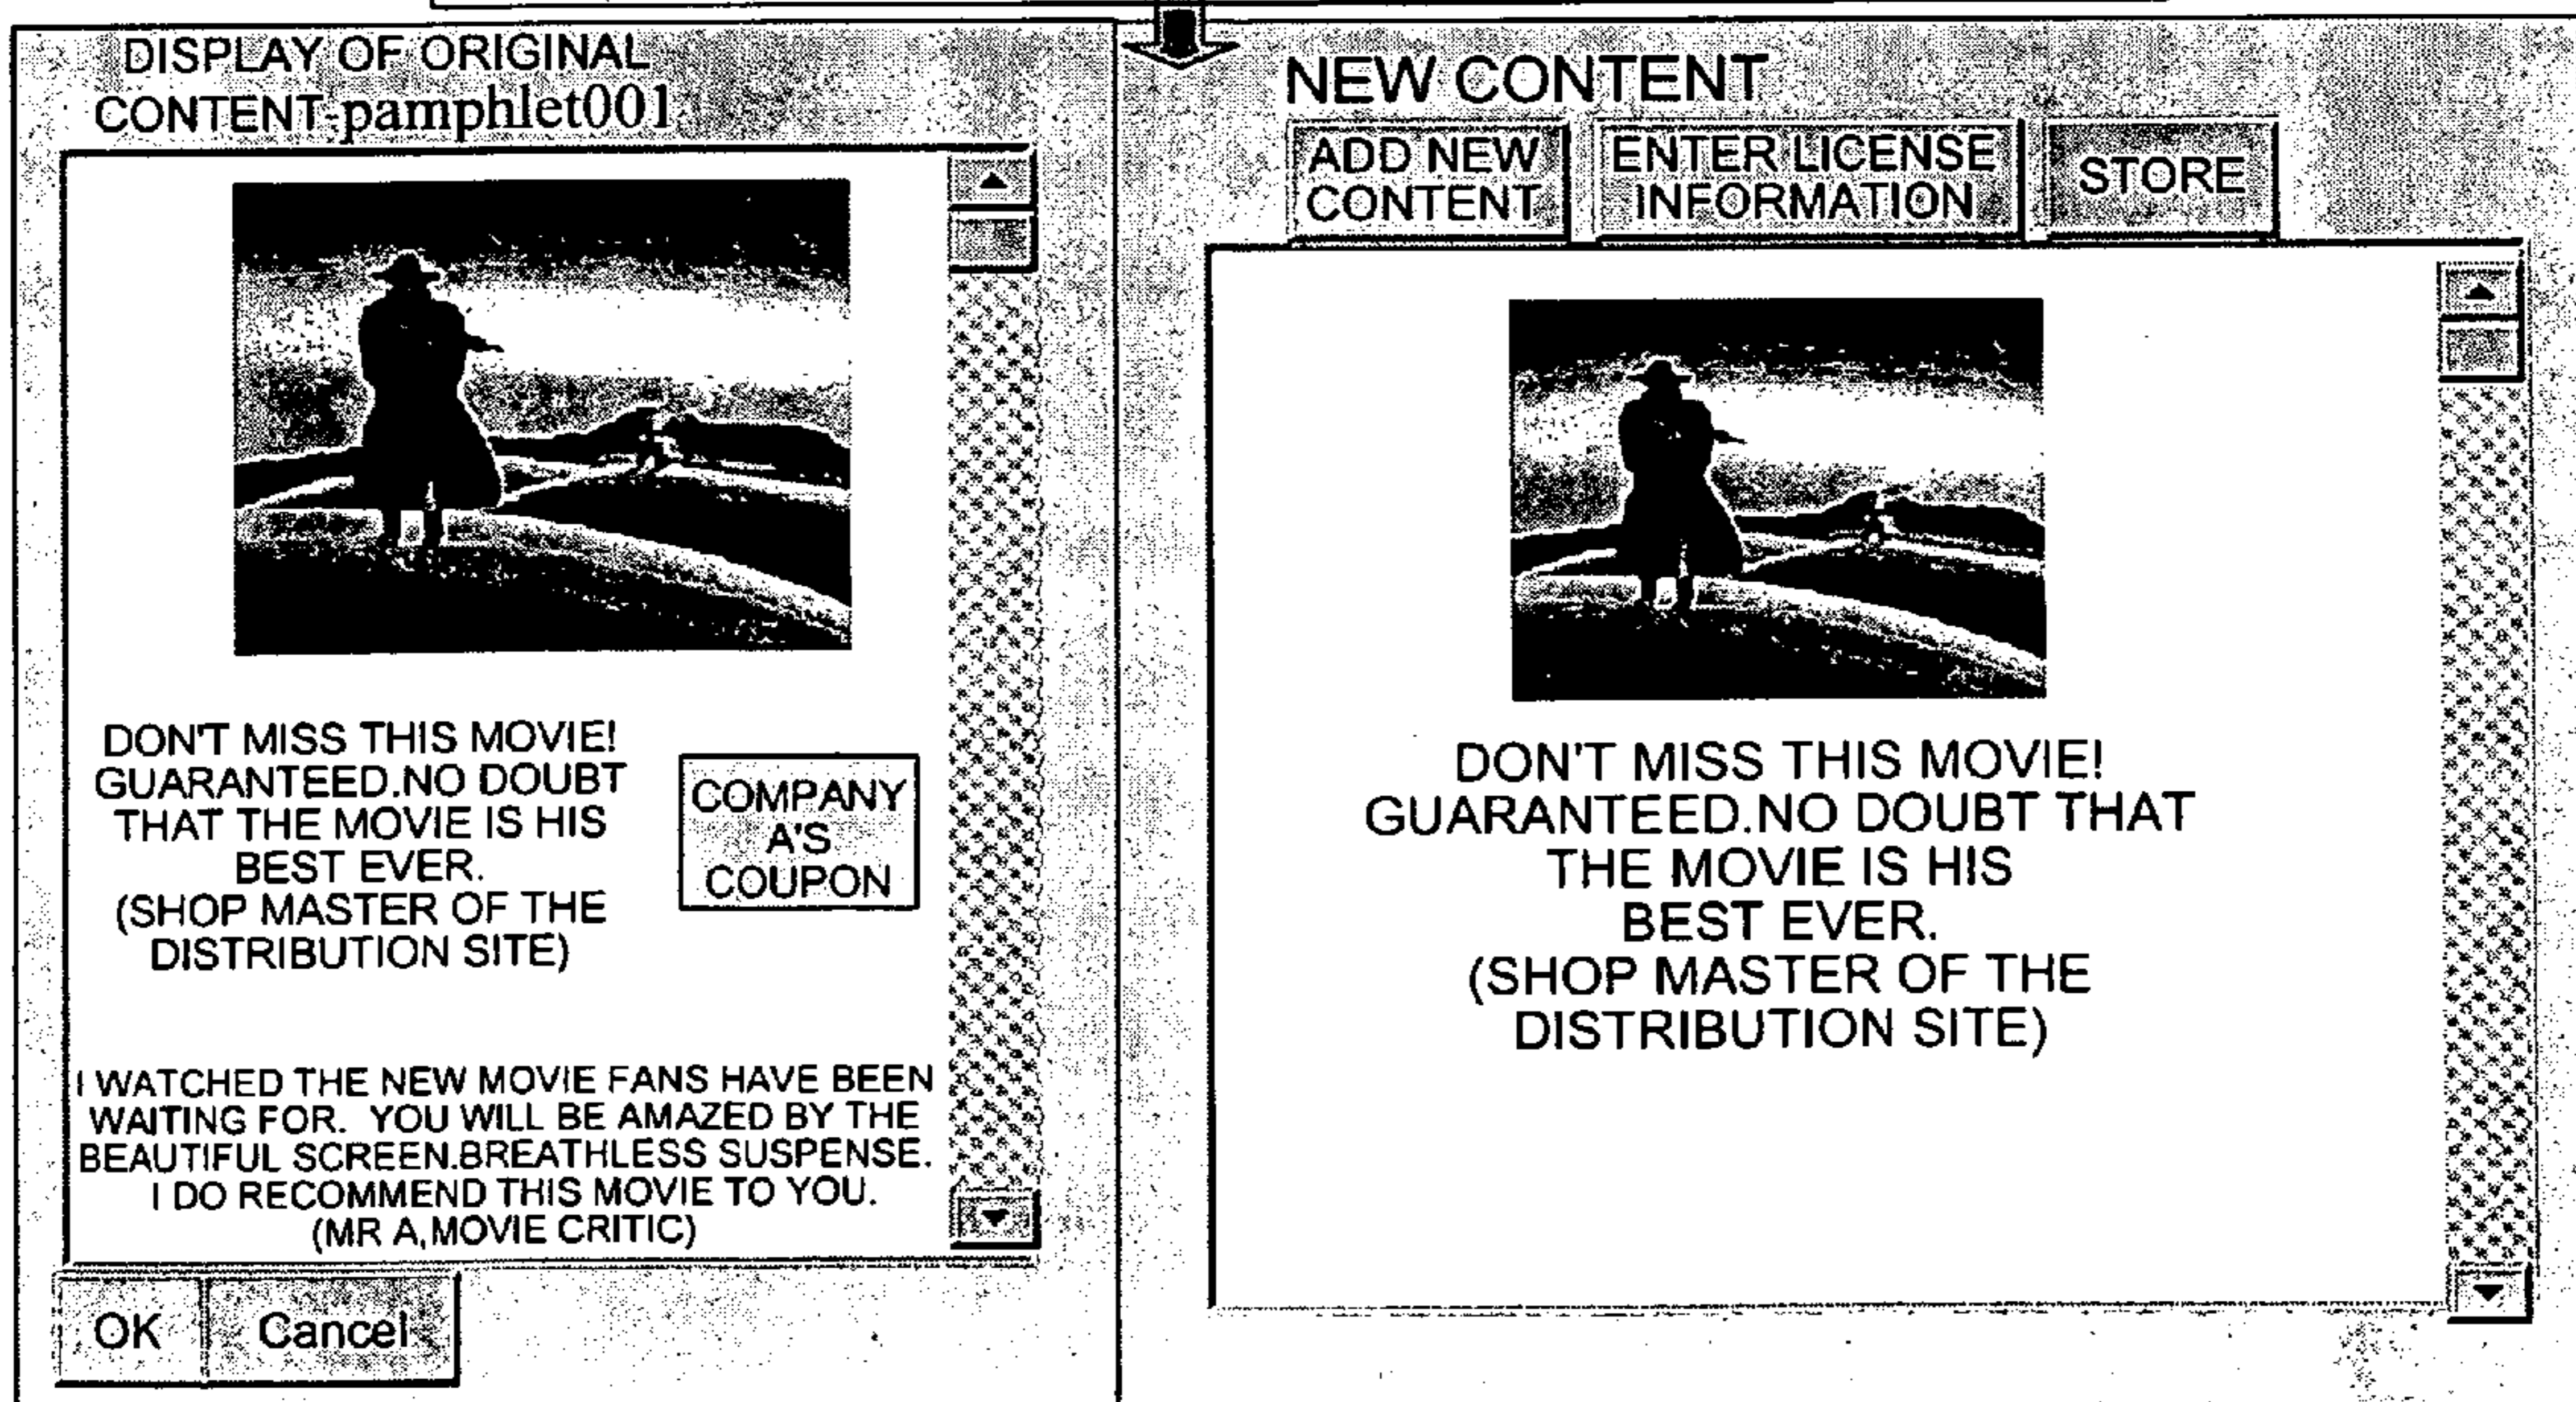 DISPLAY OF ORIGINAL
CONTENT-pamphlet001
DON'T MISS THIS MOVIE!
GUARANTEED.NO DOUBT
THAT THE MOVIE IS HIS
BEST EVER.
(SHOP MASTER OF THE
DISTRIBUTION SITE)
COMPANY
A'S
COUPON
I WATCHED THE NEW MOVIE FANS HAVE BEEN
WAITING FOR. YOU WILL BE AMAZED BY THE
BEAUTIFUL SCREEN.BREATHLESS SUSPENSE.
I DO RECOMMEND THIS MOVIE TO YOU.
(MR A,MOVIE CRITIC)
OK
Cancel
NEW CONTENT
ADD NEW
CONTENT
ENTER LICENSE
INFORMATION
STORE
DON'T MISS THIS MOVIE!
GUARANTEED.NO DOUBT THAT
THE MOVIE IS HIS
BEST EVER.
(SHOP MASTER OF THE
DISTRIBUTION SITE)